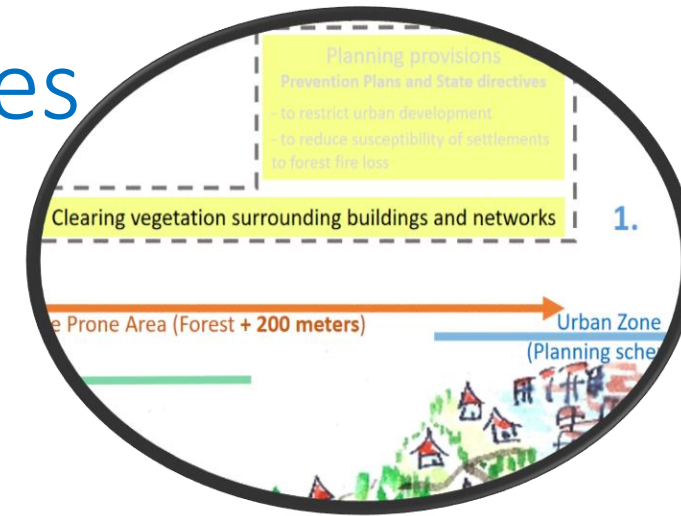 es
Planning provisions
Prevention Plans and State directives
- to restrict urban development
- to reduce susceptibility of settlements
to forest fire loss
Clearing vegetation surrounding buildings and networks
1.
e Prone Area (Forest + 200 meters)
Urban Zone
(Planning sche